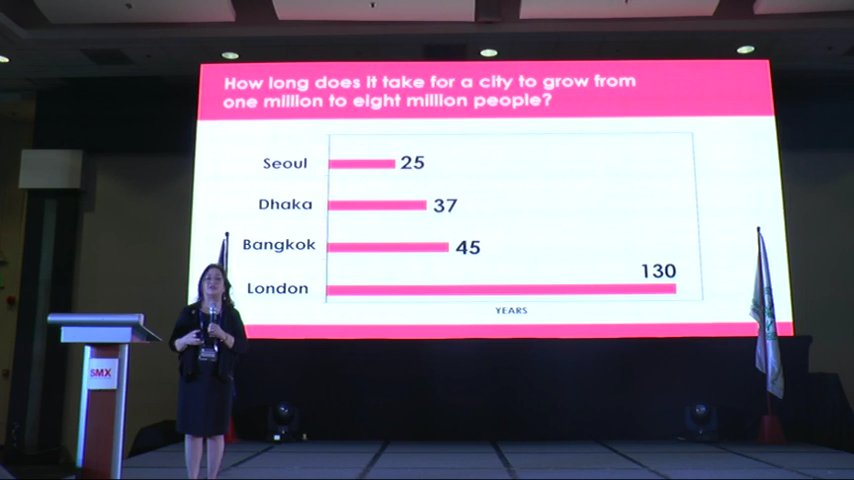 How long does it take for a city to grow from
one million to eight million people?
Seoul 25
Dhaka 37
Bangkok 45
London 130
YEARS
SMX